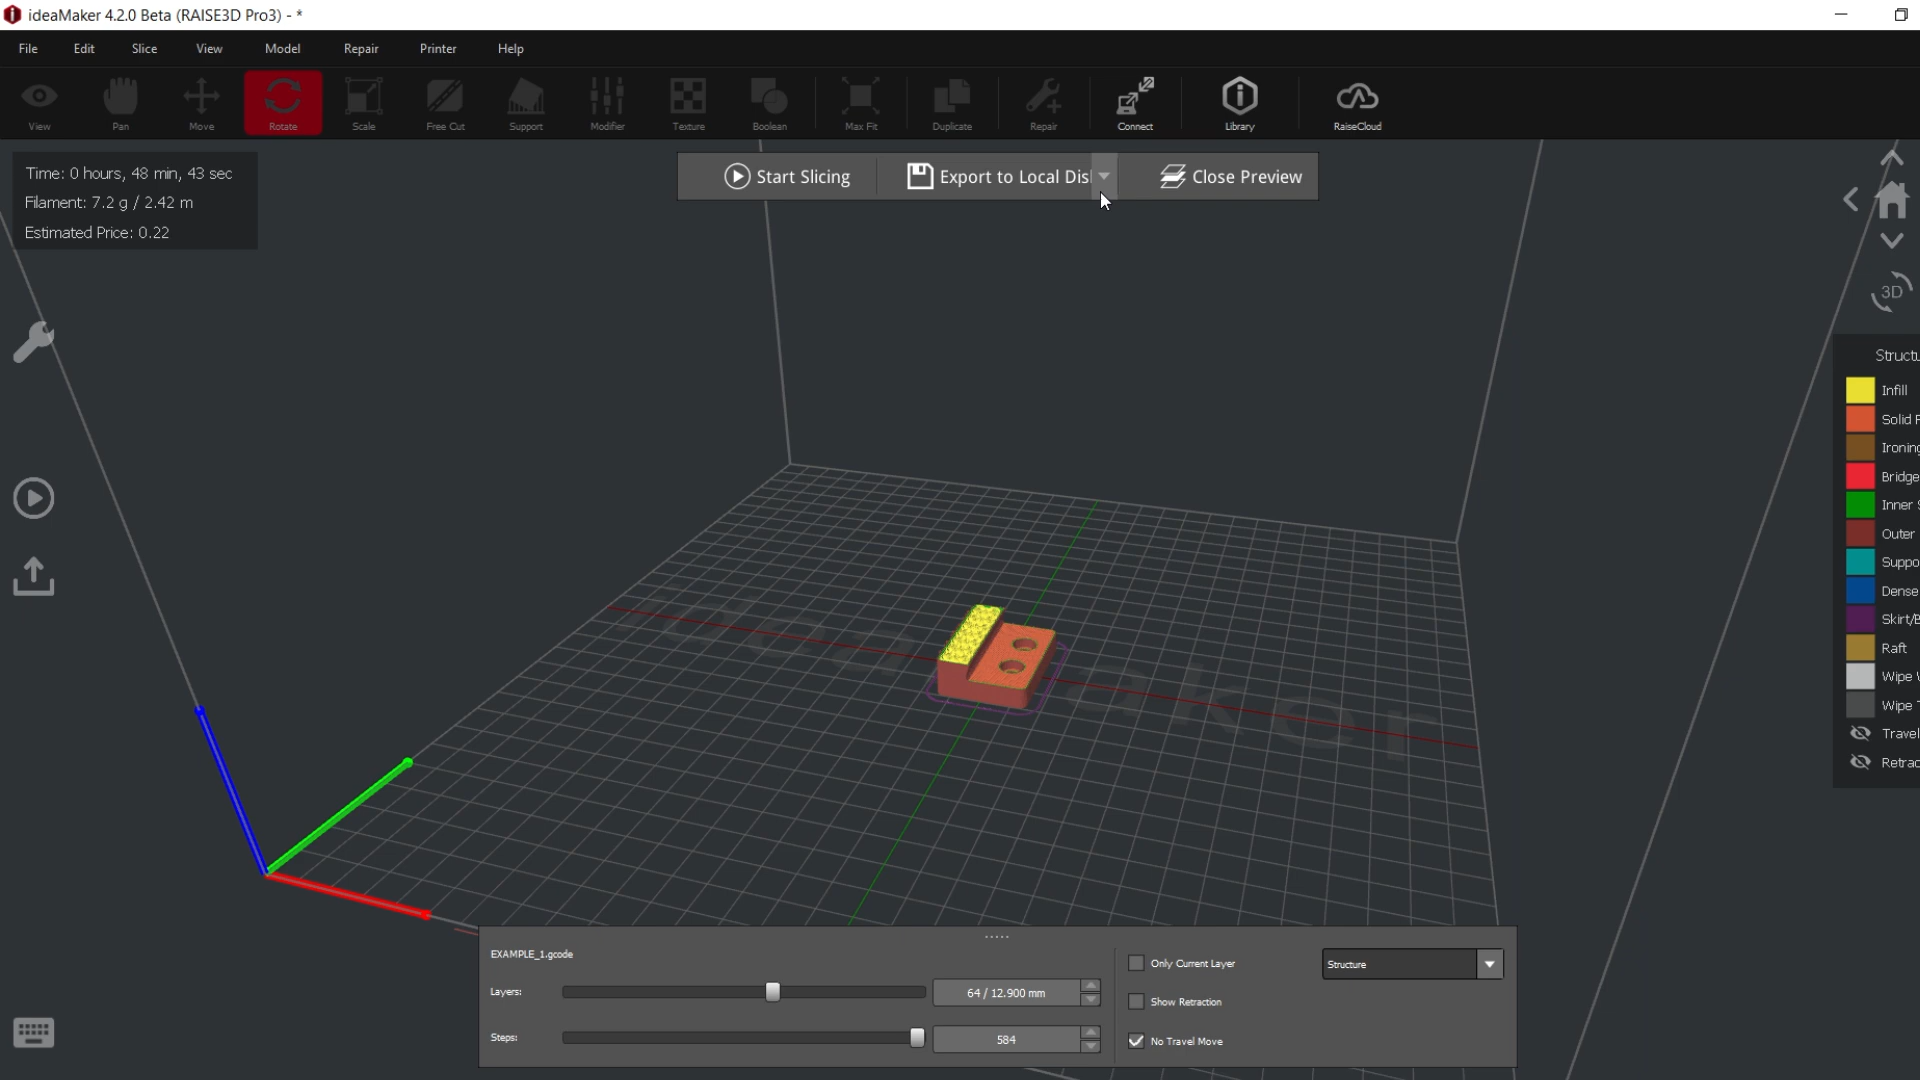 ideaMaker 4.2.0 Beta (RAISE3D Pro3) - *
File Edit Slice View Model Repair Printer Help
View Pan Move Rotate Scale Free Cut Support Modifier Texture Boolean Max Fit Duplicate Repair Connect Library RaiseCloud
Time: 0 hours, 48 min, 43 sec
Filament: 7.2 g / 2.42 m
Estimated Price: 0.22
Start Slicing Export to Local Dis Close Preview
3D
Structu
Infill
Solid F
Ironing
Bridge
Inner S
Outer
Suppo
Dense
Skirt/B
Raft
Wipe W
Wipe T
Travel
Retrac
ideaMaker
EXAMPLE_1.gcode
Layers: 64 / 12.900 mm
Steps: 584
Only Current Layer
Show Retraction
No Travel Move
Structure